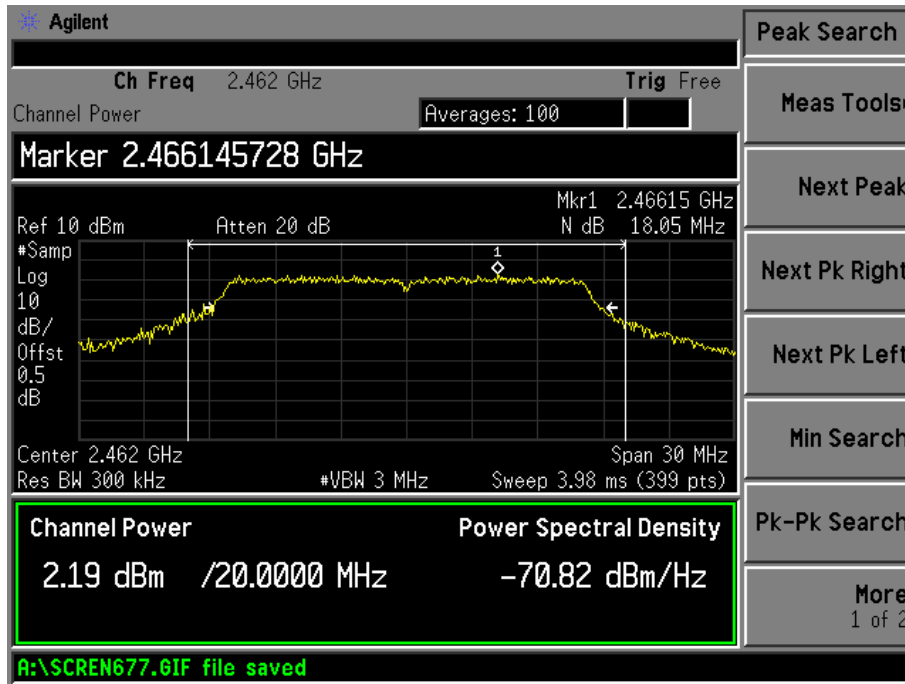 Agilent
Peak Search
Ch Freq 2.462 GHz Trig Free
Channel Power Averages: 100
Meas Tools
Marker 2.466145728 GHz
Next Peak
Mkr1 2.46615 GHz
Ref 10 dBm Atten 20 dB N dB 18.05 MHz
#Samp
Log
10
dB/
Offst
0.5
dB
1
Next Pk Right
Next Pk Left
Min Search
Center 2.462 GHz Span 30 MHz
Res BW 300 kHz #VBW 3 MHz Sweep 3.98 ms (399 pts)
Pk-Pk Search
Channel Power Power Spectral Density
2.19 dBm /20.0000 MHz -70.82 dBm/Hz
More
1 of 2
A:\SCREN677.GIF file saved